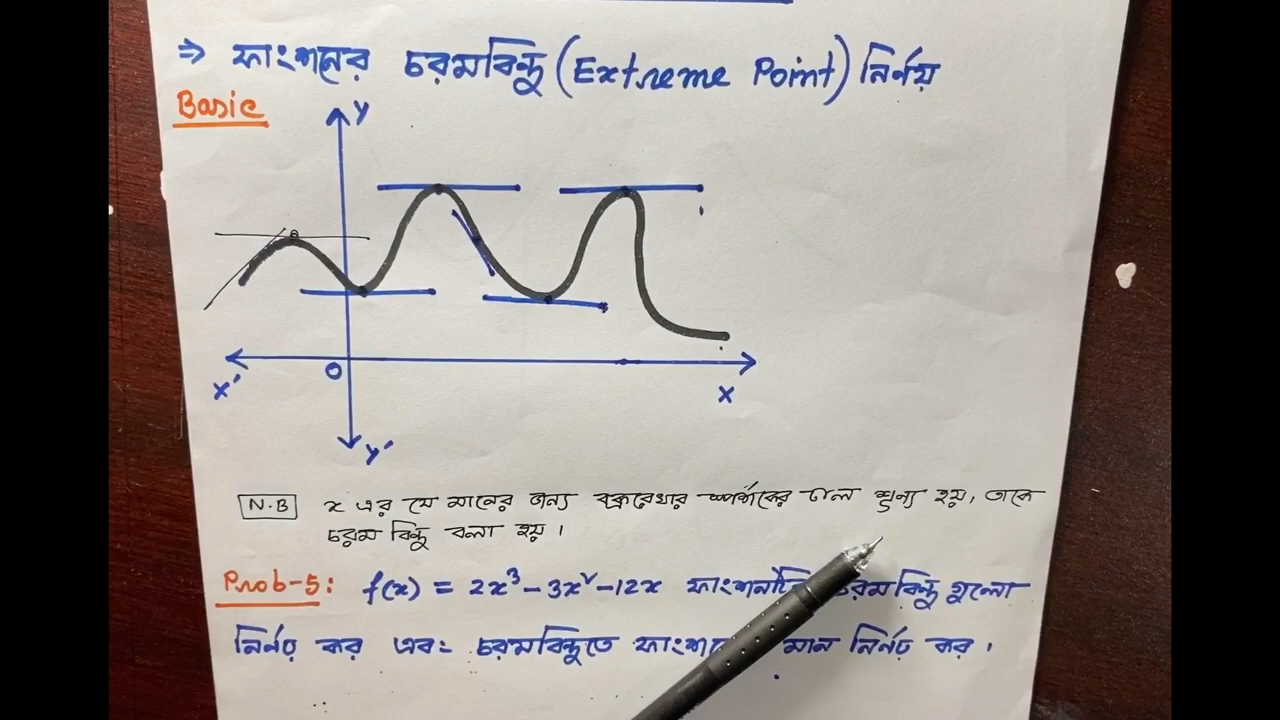 ⇒ ফাংশনের চরমবিন্দু (Extreme Point) নির্ণয়
Basic
Y
X'
O
X
Y'
N.B x এর যে মানের জন্য বক্ররেখার স্পর্শকের ঢাল শূন্য হয়, তাকে
চরম বিন্দু বলা হয়।
Prob-5: f(x) = 2x³-3x²-12x ফাংশনটির চরমবিন্দু গুলো
নির্ণয় কর এবং চরমবিন্দুতে মান নির্ণয় কর।